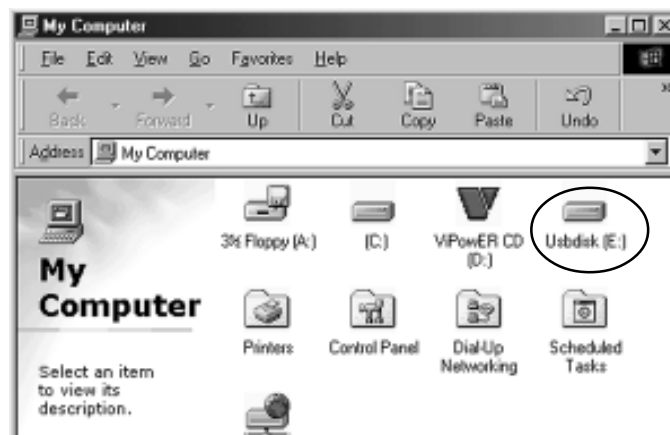 My Computer
File Edit View Go Favorites Help
Back Forward Up Cut Copy Paste Undo
Address My Computer
3½ Floppy (A:) (C:) ViPowER CD (D:) Usbdisk (E:)
My Computer
Printers Control Panel Dial-Up Networking Scheduled Tasks
Select an item
to view its
description.